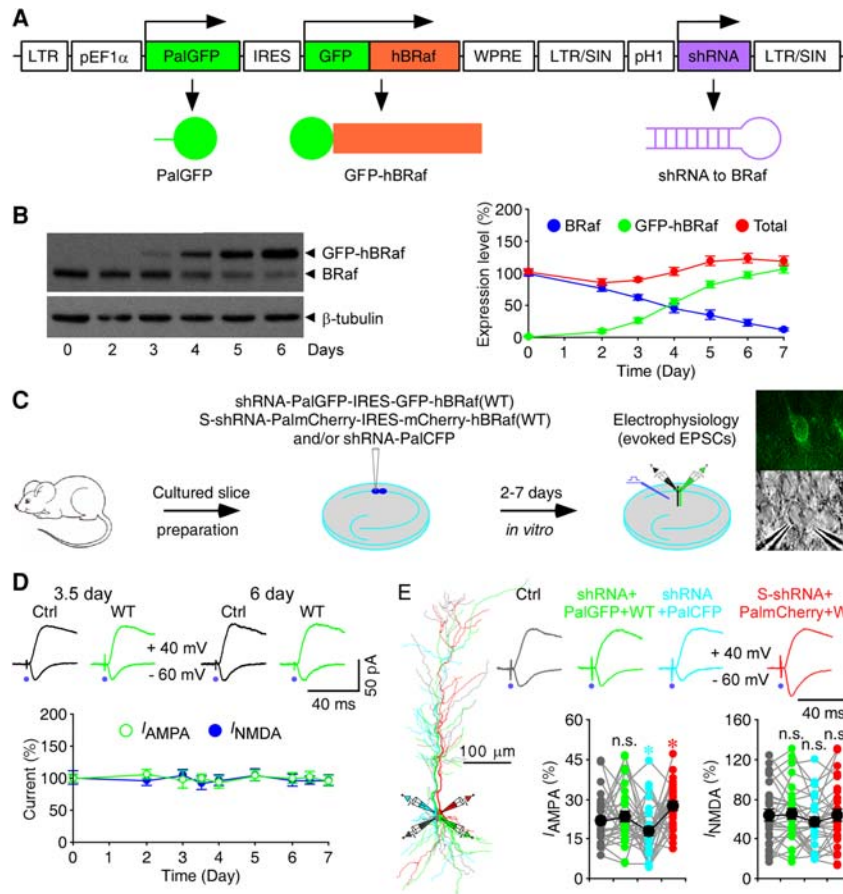 A
LTR pEF1α PalGFP IRES GFP hBRaf WPRE LTR/SIN pH1 shRNA LTR/SIN
PalGFP GFP-hBRaf shRNA to BRaf
B
GFP-hBRaf
BRaf
β-tubulin
0 2 3 4 5 6 Days
BRaf GFP-hBRaf Total
Expression level (%)
200
150
100
50
0
0 1 2 3 4 5 6 7
Time (Day)
C
shRNA-PalGFP-IRES-GFP-hBRaf(WT)
S-shRNA-PalmCherry-IRES-mCherry-hBRaf(WT)
and/or shRNA-PalCFP
Electrophysiology
(evoked EPSCs)
Cultured slice
preparation
2-7 days
in vitro
D
3.5 day 6 day
Ctrl WT Ctrl WT
+ 40 mV
- 60 mV
50 pA
40 ms
IAMPA INMDA
Current (%)
200
150
100
50
0
0 1 2 3 4 5 6 7
Time (Day)
E
Ctrl
shRNA+
PalGFP+WT
shRNA
+PalCFP
S-shRNA+
PalmCherry+W
+ 40 mV
- 60 mV
40 ms
100 μm
IAMPA (%)
45
30
15
0
n.s. * *
INMDA (%)
160
120
80
40
0
n.s. n.s. n.s.